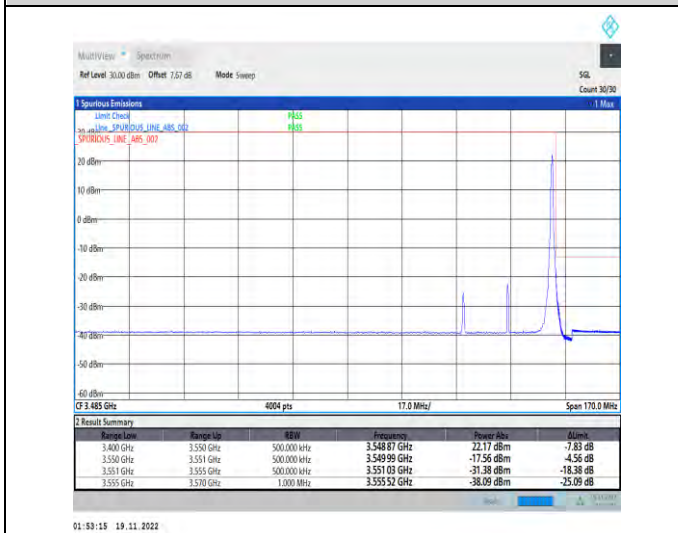 MultiView Spectrum
Ref Level 30.00 dBm Offset 7.67 dB Mode Sweep SGL
Count 30/30
1 Spurious Emissions 1 Max
Limit Check PASS
Line _SPURIOUS_LINE_ABS_002 PASS
_SPURIOUS_LINE_ABS_002
20 dBm
10 dBm
0 dBm
-10 dBm
-20 dBm
-30 dBm
-40 dBm
-50 dBm
-60 dBm
CF 3.485 GHz 4004 pts 17.0 MHz/ Span 170.0 MHz
2 Result Summary
Range Low Range Up RBW Frequency Power Abs ΔLimit
3.400 GHz 3.550 GHz 500.000 kHz 3.548 87 GHz 22.17 dBm -7.83 dB
3.550 GHz 3.551 GHz 500.000 kHz 3.549 99 GHz -17.56 dBm -4.56 dB
3.551 GHz 3.555 GHz 500.000 kHz 3.551 03 GHz -31.38 dBm -18.38 dB
3.555 GHz 3.570 GHz 1.000 MHz 3.555 52 GHz -38.09 dBm -25.09 dB
01:53:15 19.11.2022